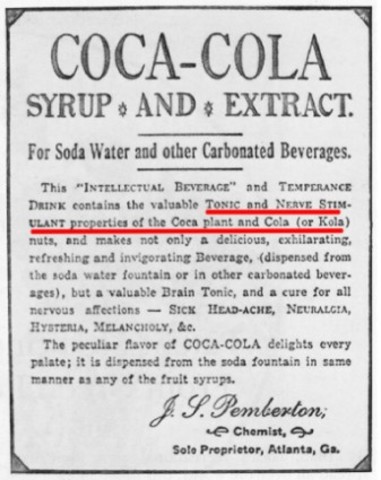 COCA-COLA
SYRUP * AND * EXTRACT.
For Soda Water and other Carbonated Beverages.
This "INTELLECTUAL BEVERAGE" and TEMPERANCE
DRINK contains the valuable TONIC and NERVE STIM-
ULANT properties of the Coca plant and Cola (or Kola)
nuts, and makes not only a delicious, exhilarating,
refreshing and invigorating Beverage, (dispensed from
the soda water fountain or in other carbonated bever-
ages), but a valuable Brain Tonic, and a cure for all
nervous affections — SICK HEAD-ACHE, NEURALGIA,
HYSTERIA, MELANCHOLY, &c.
The peculiar flavor of COCA-COLA delights every
palate; it is dispensed from the soda fountain in same
manner as any of the fruit syrups.
J. S. Pemberton;
Chemist,
Sole Proprietor, Atlanta, Ga.